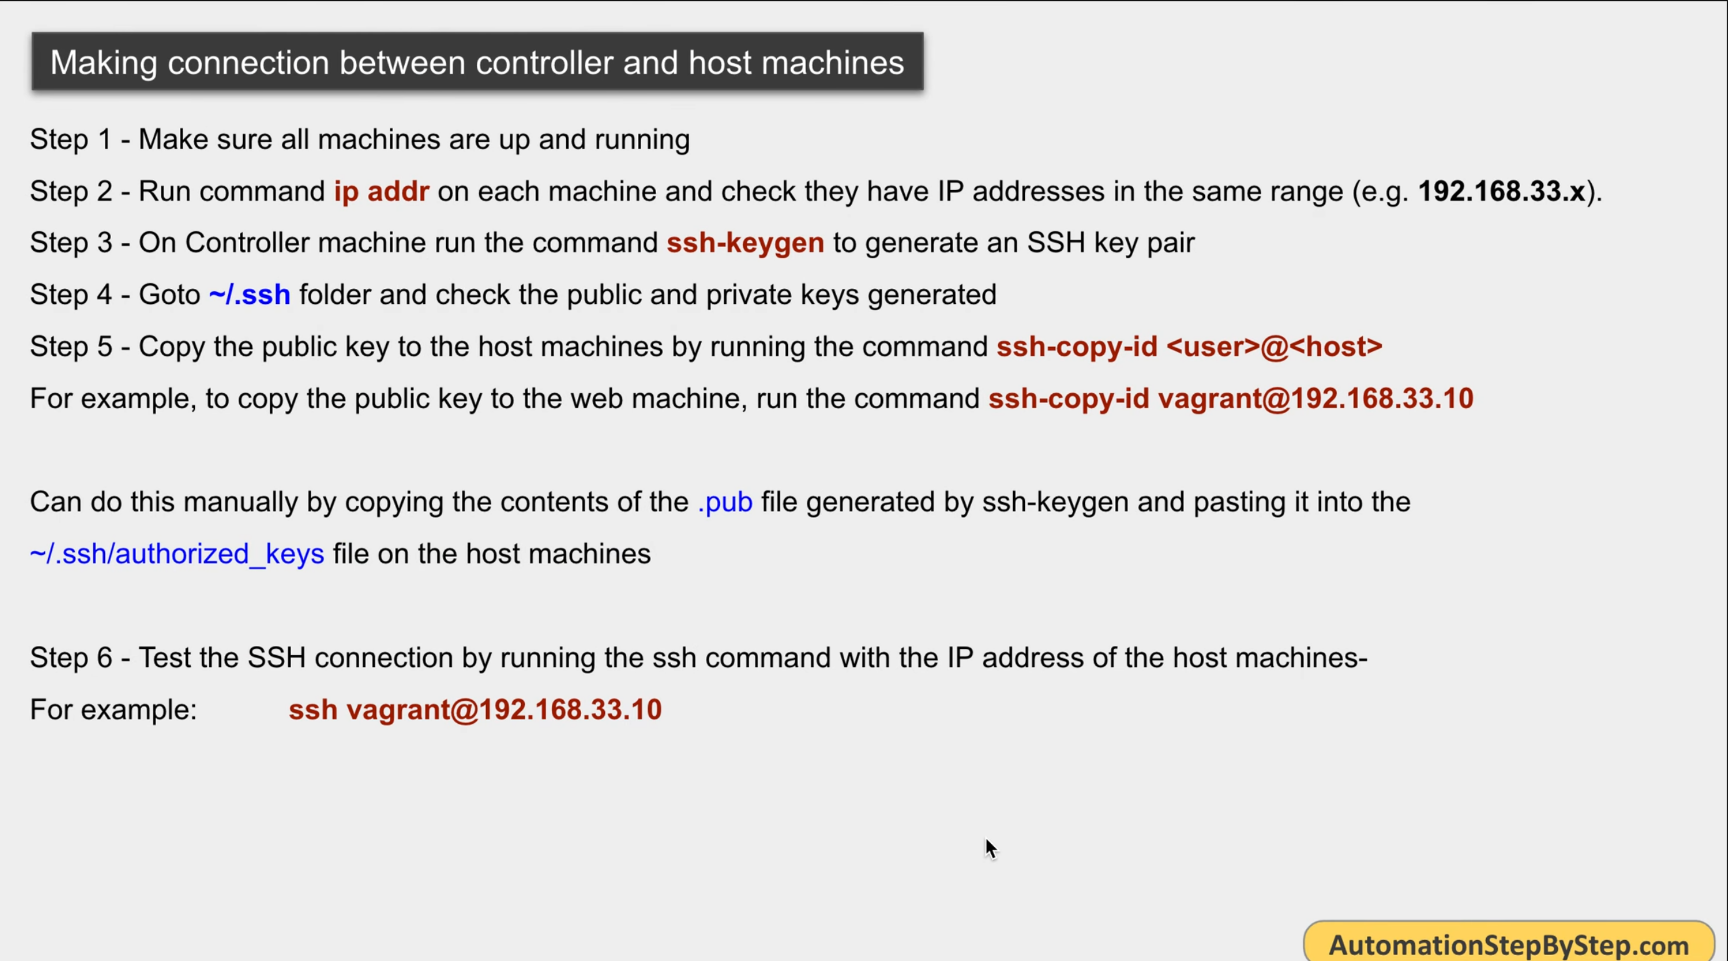 Making connection between controller and host machines
Step 1 - Make sure all machines are up and running
Step 2 - Run command ip addr on each machine and check they have IP addresses in the same range (e.g. 192.168.33.x).
Step 3 - On Controller machine run the command ssh-keygen to generate an SSH key pair
Step 4 - Goto ~/.ssh folder and check the public and private keys generated
Step 5 - Copy the public key to the host machines by running the command ssh-copy-id <user>@<host>
For example, to copy the public key to the web machine, run the command ssh-copy-id vagrant@192.168.33.10
Can do this manually by copying the contents of the .pub file generated by ssh-keygen and pasting it into the
~/.ssh/authorized_keys file on the host machines
Step 6 - Test the SSH connection by running the ssh command with the IP address of the host machines-
For example: ssh vagrant@192.168.33.10
AutomationStepByStep.com